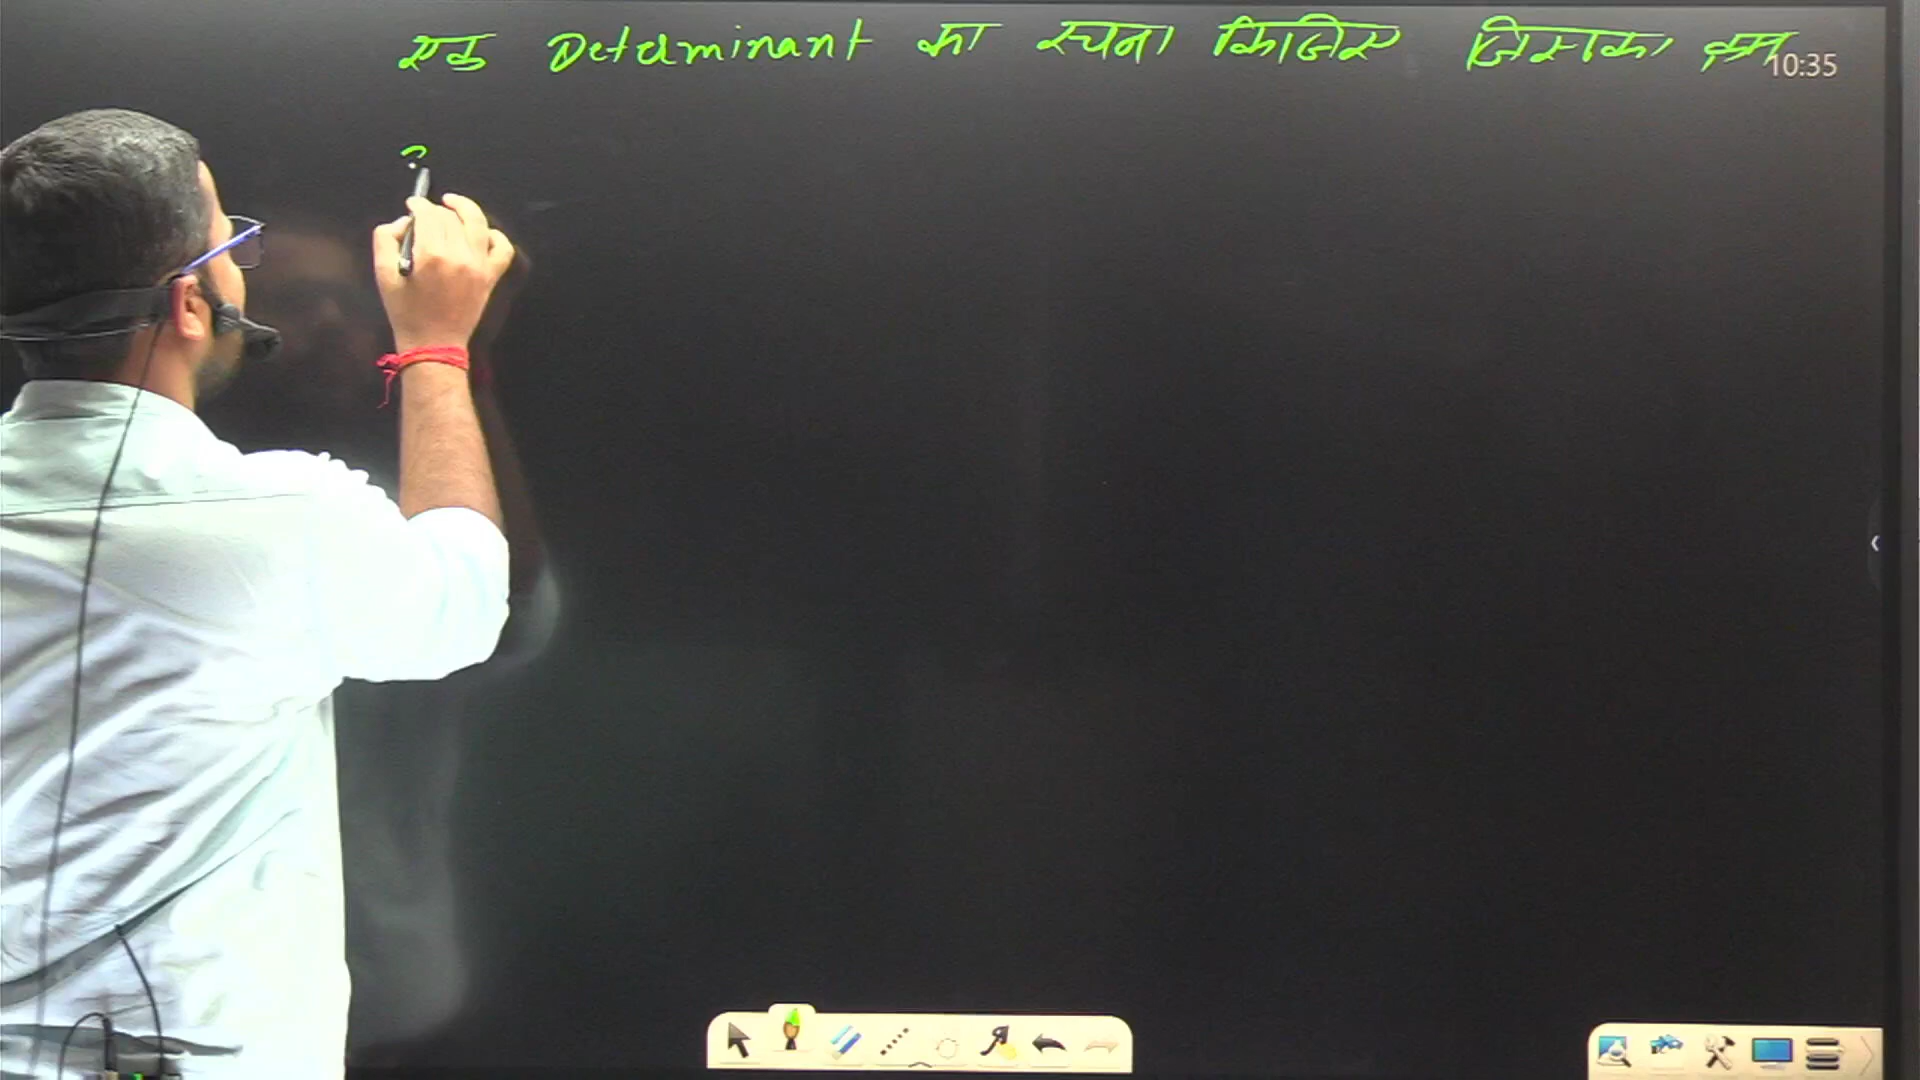 एक Determinant का रचना किजिए जिसका क्रम
10:35